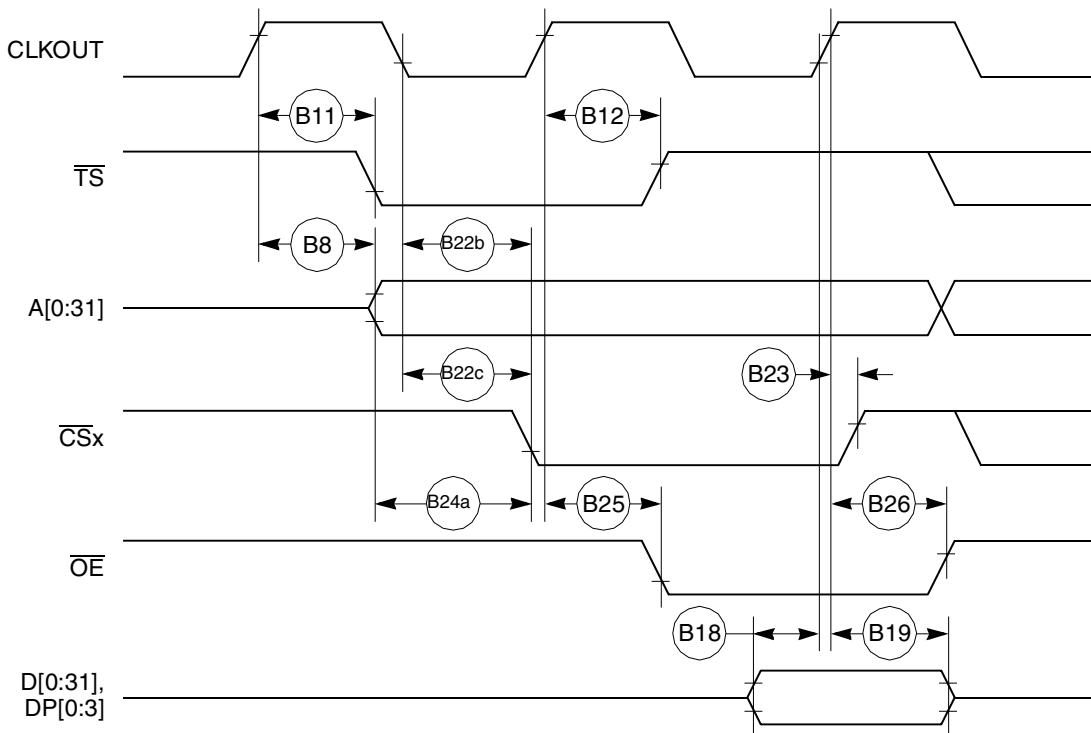 CLKOUT
B11
B12
TS
B8
B22b
A[0:31]
B22c
B23
CSx
B24a
B25
B26
OE
B18
B19
D[0:31],
DP[0:3]